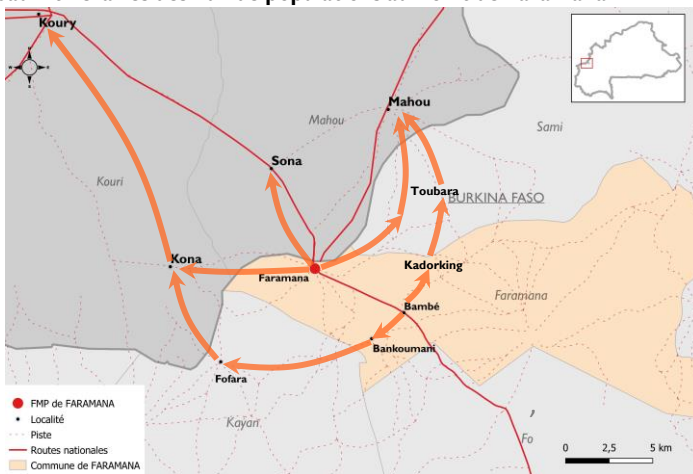 Koury
Mahou
Mahou
Sami
Sona
Kouri
Toubara
BURKINA FASO
Kona
Kadorking
Faramana
Faramana
Bambé
Bankoumani
Fofara
Kayan
Fo
FMP de FARAMANA
Localité
Piste
Routes nationales
Commune de FARAMANA
0 2,5 5 km